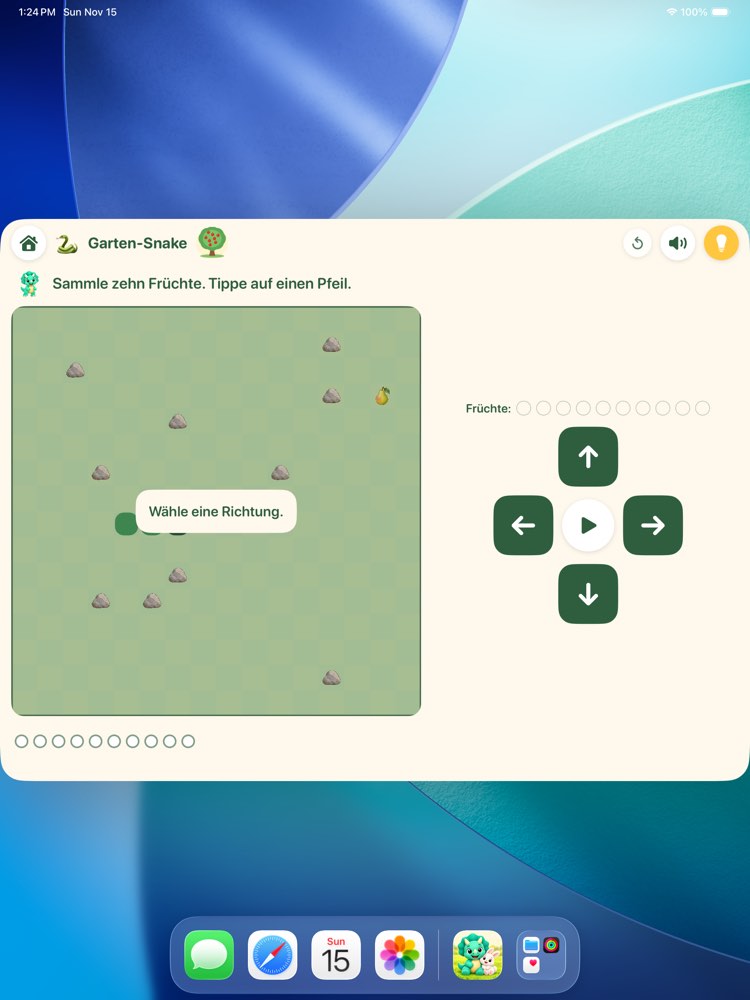 1:24 PM Sun Nov 15
100%
Garten-Snake
Sammle zehn Früchte. Tippe auf einen Pfeil.
Früchte:
Wähle eine Richtung.
Sun
15